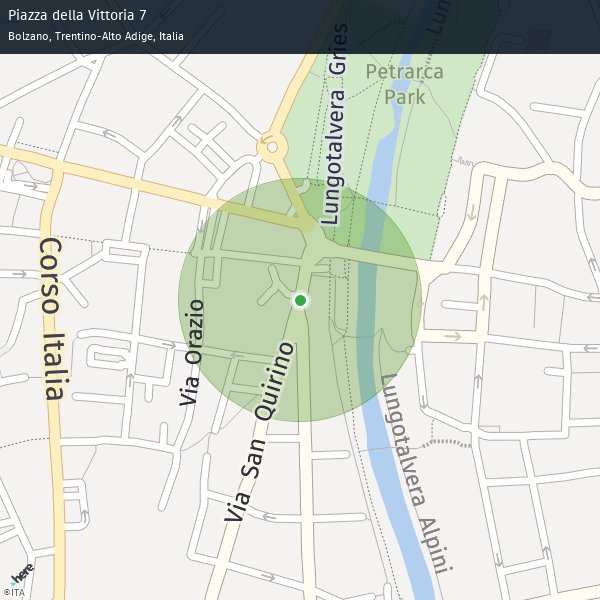 Piazza della Vittoria 7
Bolzano, Trentino-Alto Adige, Italia
Lungotalvera Gries
Lun
Petrarca
Park
Corso Italia
Via Orazio
Via San Quirino
Lungotalvera Alpini
here
©ITA